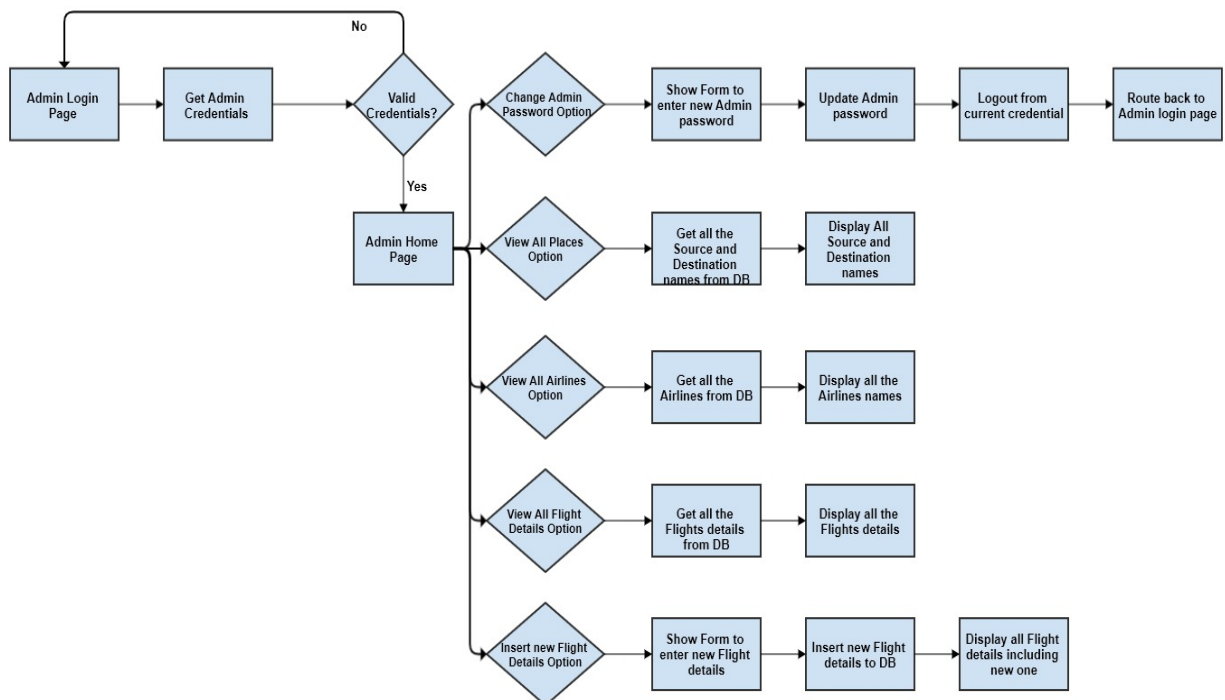 No
Admin Login
Page
Get Admin
Credentials
Valid
Credentials?
Yes
Admin Home
Page
Change Admin
Password Option
Show Form to
enter new Admin
password
Update Admin
password
Logout from
current credential
Route back to
Admin login page
View All Places
Option
Get all the
Source and
Destination
names from DB
Display All
Source and
Destination
names
View All Airlines
Option
Get all the
Airlines from DB
Display all the
Airlines names
View All Flight
Details Option
Get all the
Flights details
from DB
Display all the
Flights details
Insert new Flight
Details Option
Show Form to
enter new Flight
details
Insert new Flight
details to DB
Display all Flight
details including
new one